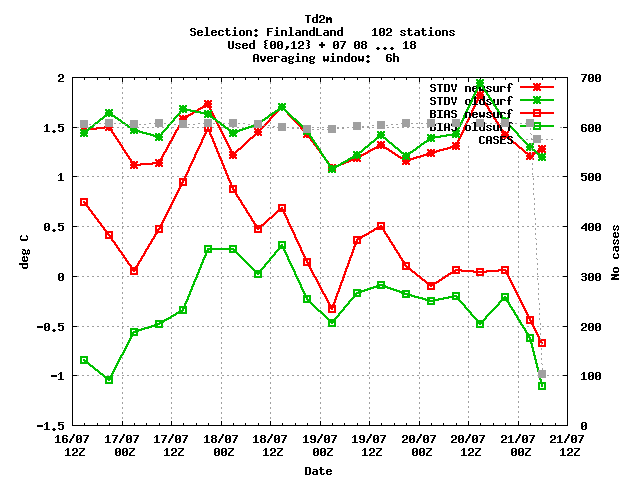 Td2m
Selection: FinlandLand    102 stations
Used {00,12} + 07 08 ... 18
Averaging window:  6h
STDV newsurf
STDV oldsurf
BIAS newsurf
BIAS oldsurf
CASES
2
1.5
1
0.5
0
-0.5
-1
-1.5
deg C
700
600
500
400
300
200
100
0
No cases
16/07 17/07 17/07 18/07 18/07 19/07 19/07 20/07 20/07 21/07 21/07
12Z 00Z 12Z 00Z 12Z 00Z 12Z 00Z 12Z 00Z 12Z
Date